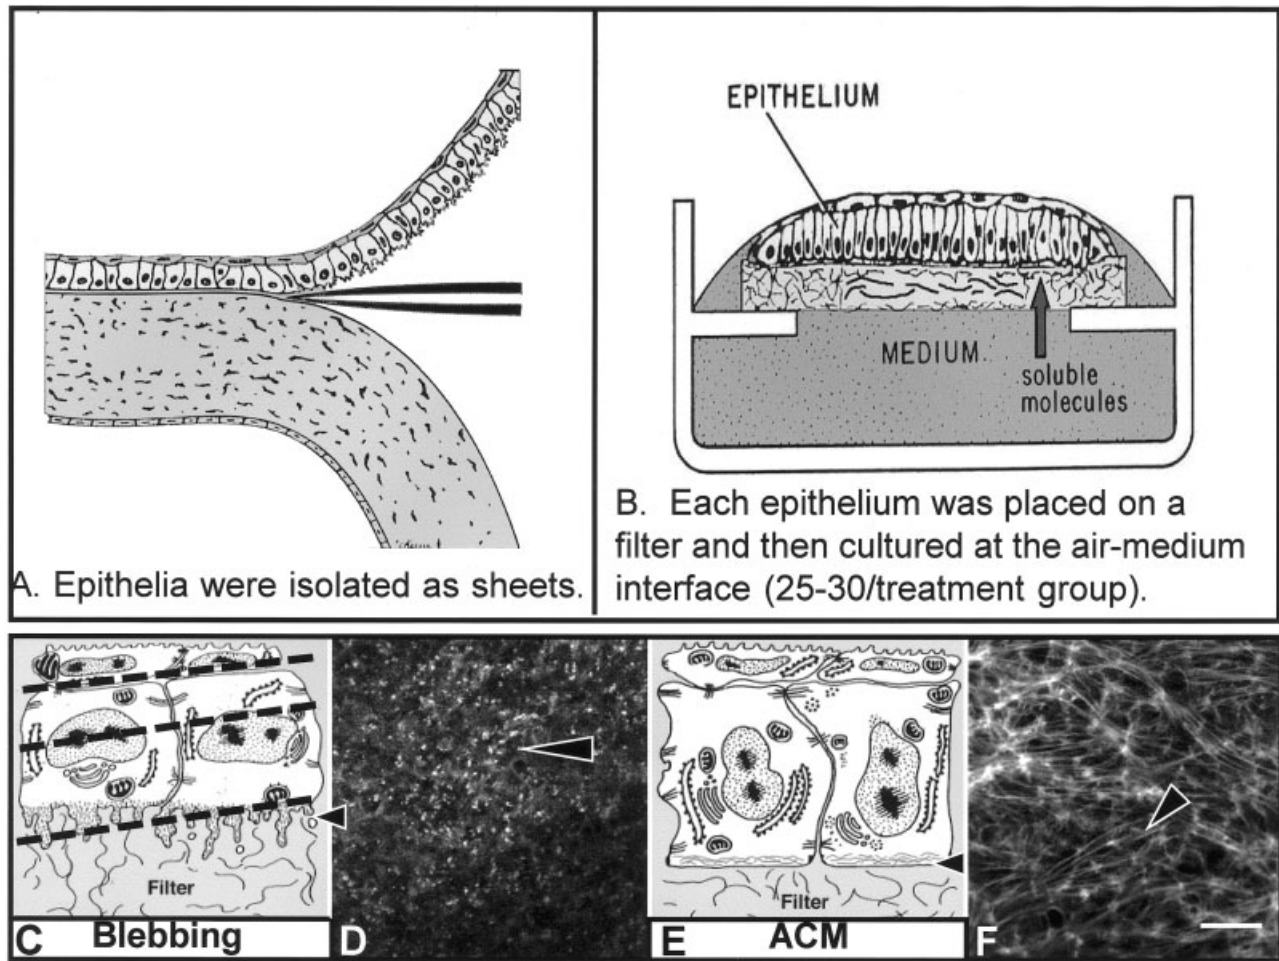 EPITHELIUM
MEDIUM
soluble
molecules
A. Epithelia were isolated as sheets.
B. Each epithelium was placed on a
filter and then cultured at the air-medium
interface (25-30/treatment group).
Filter
Filter
C Blebbing
D
E ACM
F